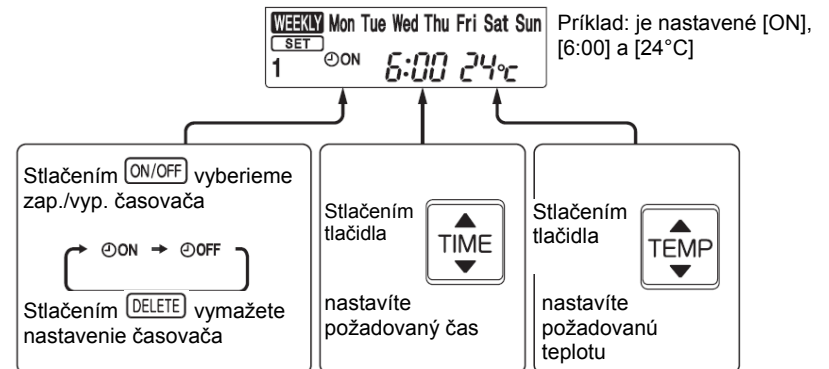 WEEKLY Mon Tue Wed Thu Fri Sat Sun
SET
1 ON 6:00 24°C
Príklad: je nastavené [ON],
[6:00] a [24°C]
Stlačením ON/OFF vyberieme
zap./vyp. časovača
ON → OFF
Stlačením DELETE vymažete
nastavenie časovača
Stlačením
tlačidla
▲
TIME
▼
nastavíte
požadovaný čas
Stlačením
tlačidla
▲
TEMP
▼
nastavíte
požadovanú
teplotu